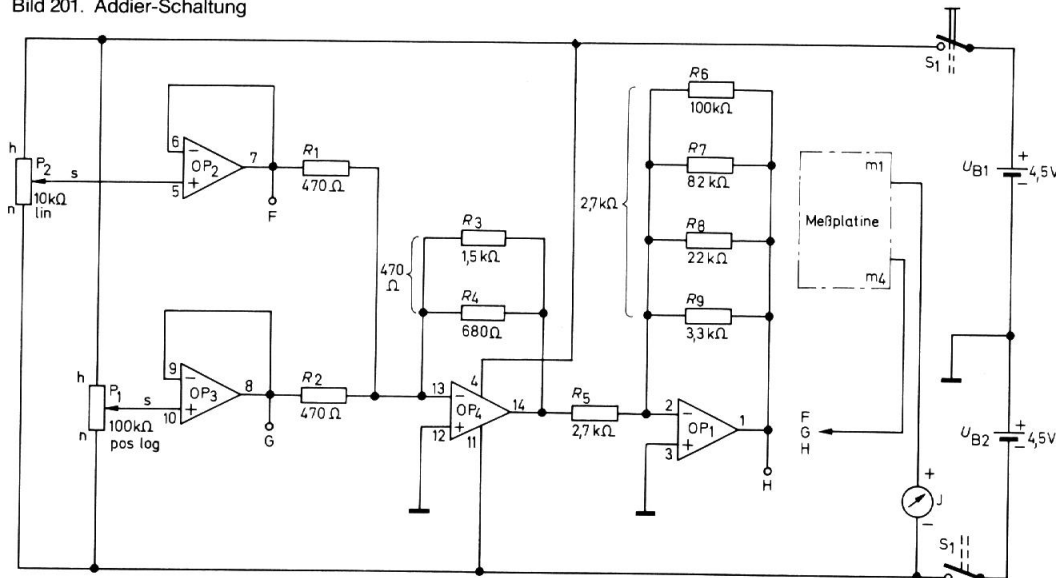 Bild 201. Addier-Schaltung
S1
h
P2
s
n
10kΩ
lin
6
−
5
+
OP2
7
F
R1
470 Ω
h
P1
s
n
100kΩ
pos log
9
−
10
+
OP3
8
G
R2
470 Ω
470
Ω
R3
1,5 kΩ
R4
680Ω
13
−
12
+
OP4
4
11
14
R5
2,7kΩ
2,7kΩ
R6
100kΩ
R7
82 kΩ
R8
22 kΩ
R9
3,3 kΩ
2
−
3
+
OP1
1
H
m1
Meßplatine
m4
F
G
H
UB1
+
−
4,5V
UB2
+
−
4,5V
+
J
−
S1